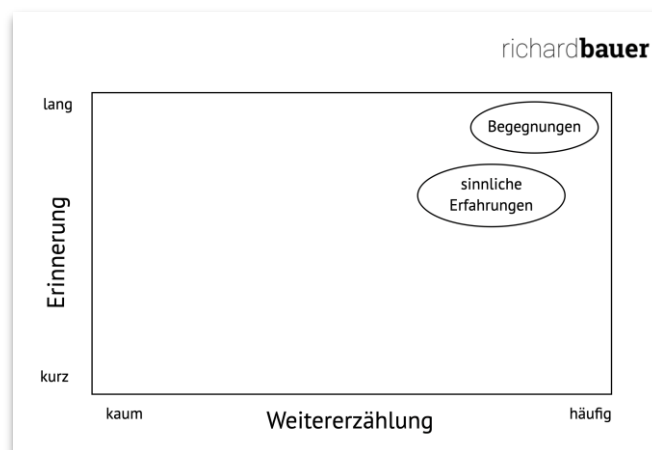 richardbauer
lang
Begegnungen
sinnliche
Erfahrungen
Erinnerung
kurz
kaum
Weitererzählung
häufig